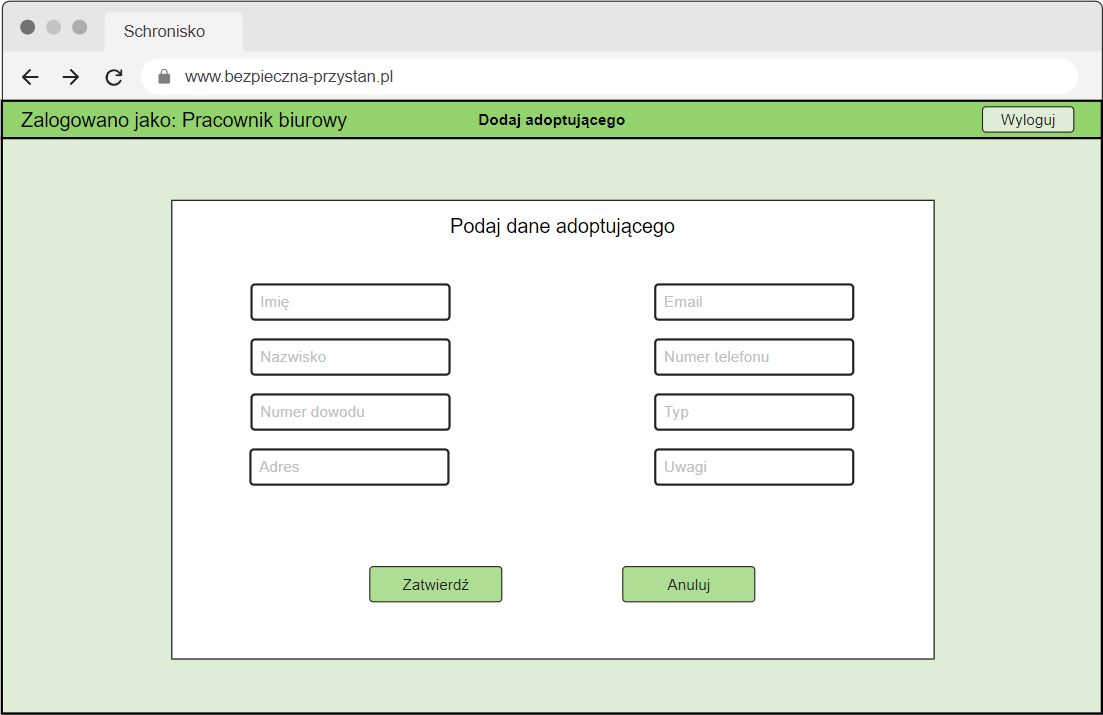 Schronisko
www.bezpieczna-przystan.pl
Zalogowano jako: Pracownik biurowy
Dodaj adoptującego
Wyloguj
Podaj dane adoptującego
Imię
Email
Nazwisko
Numer telefonu
Numer dowodu
Typ
Adres
Uwagi
Zatwierdź
Anuluj